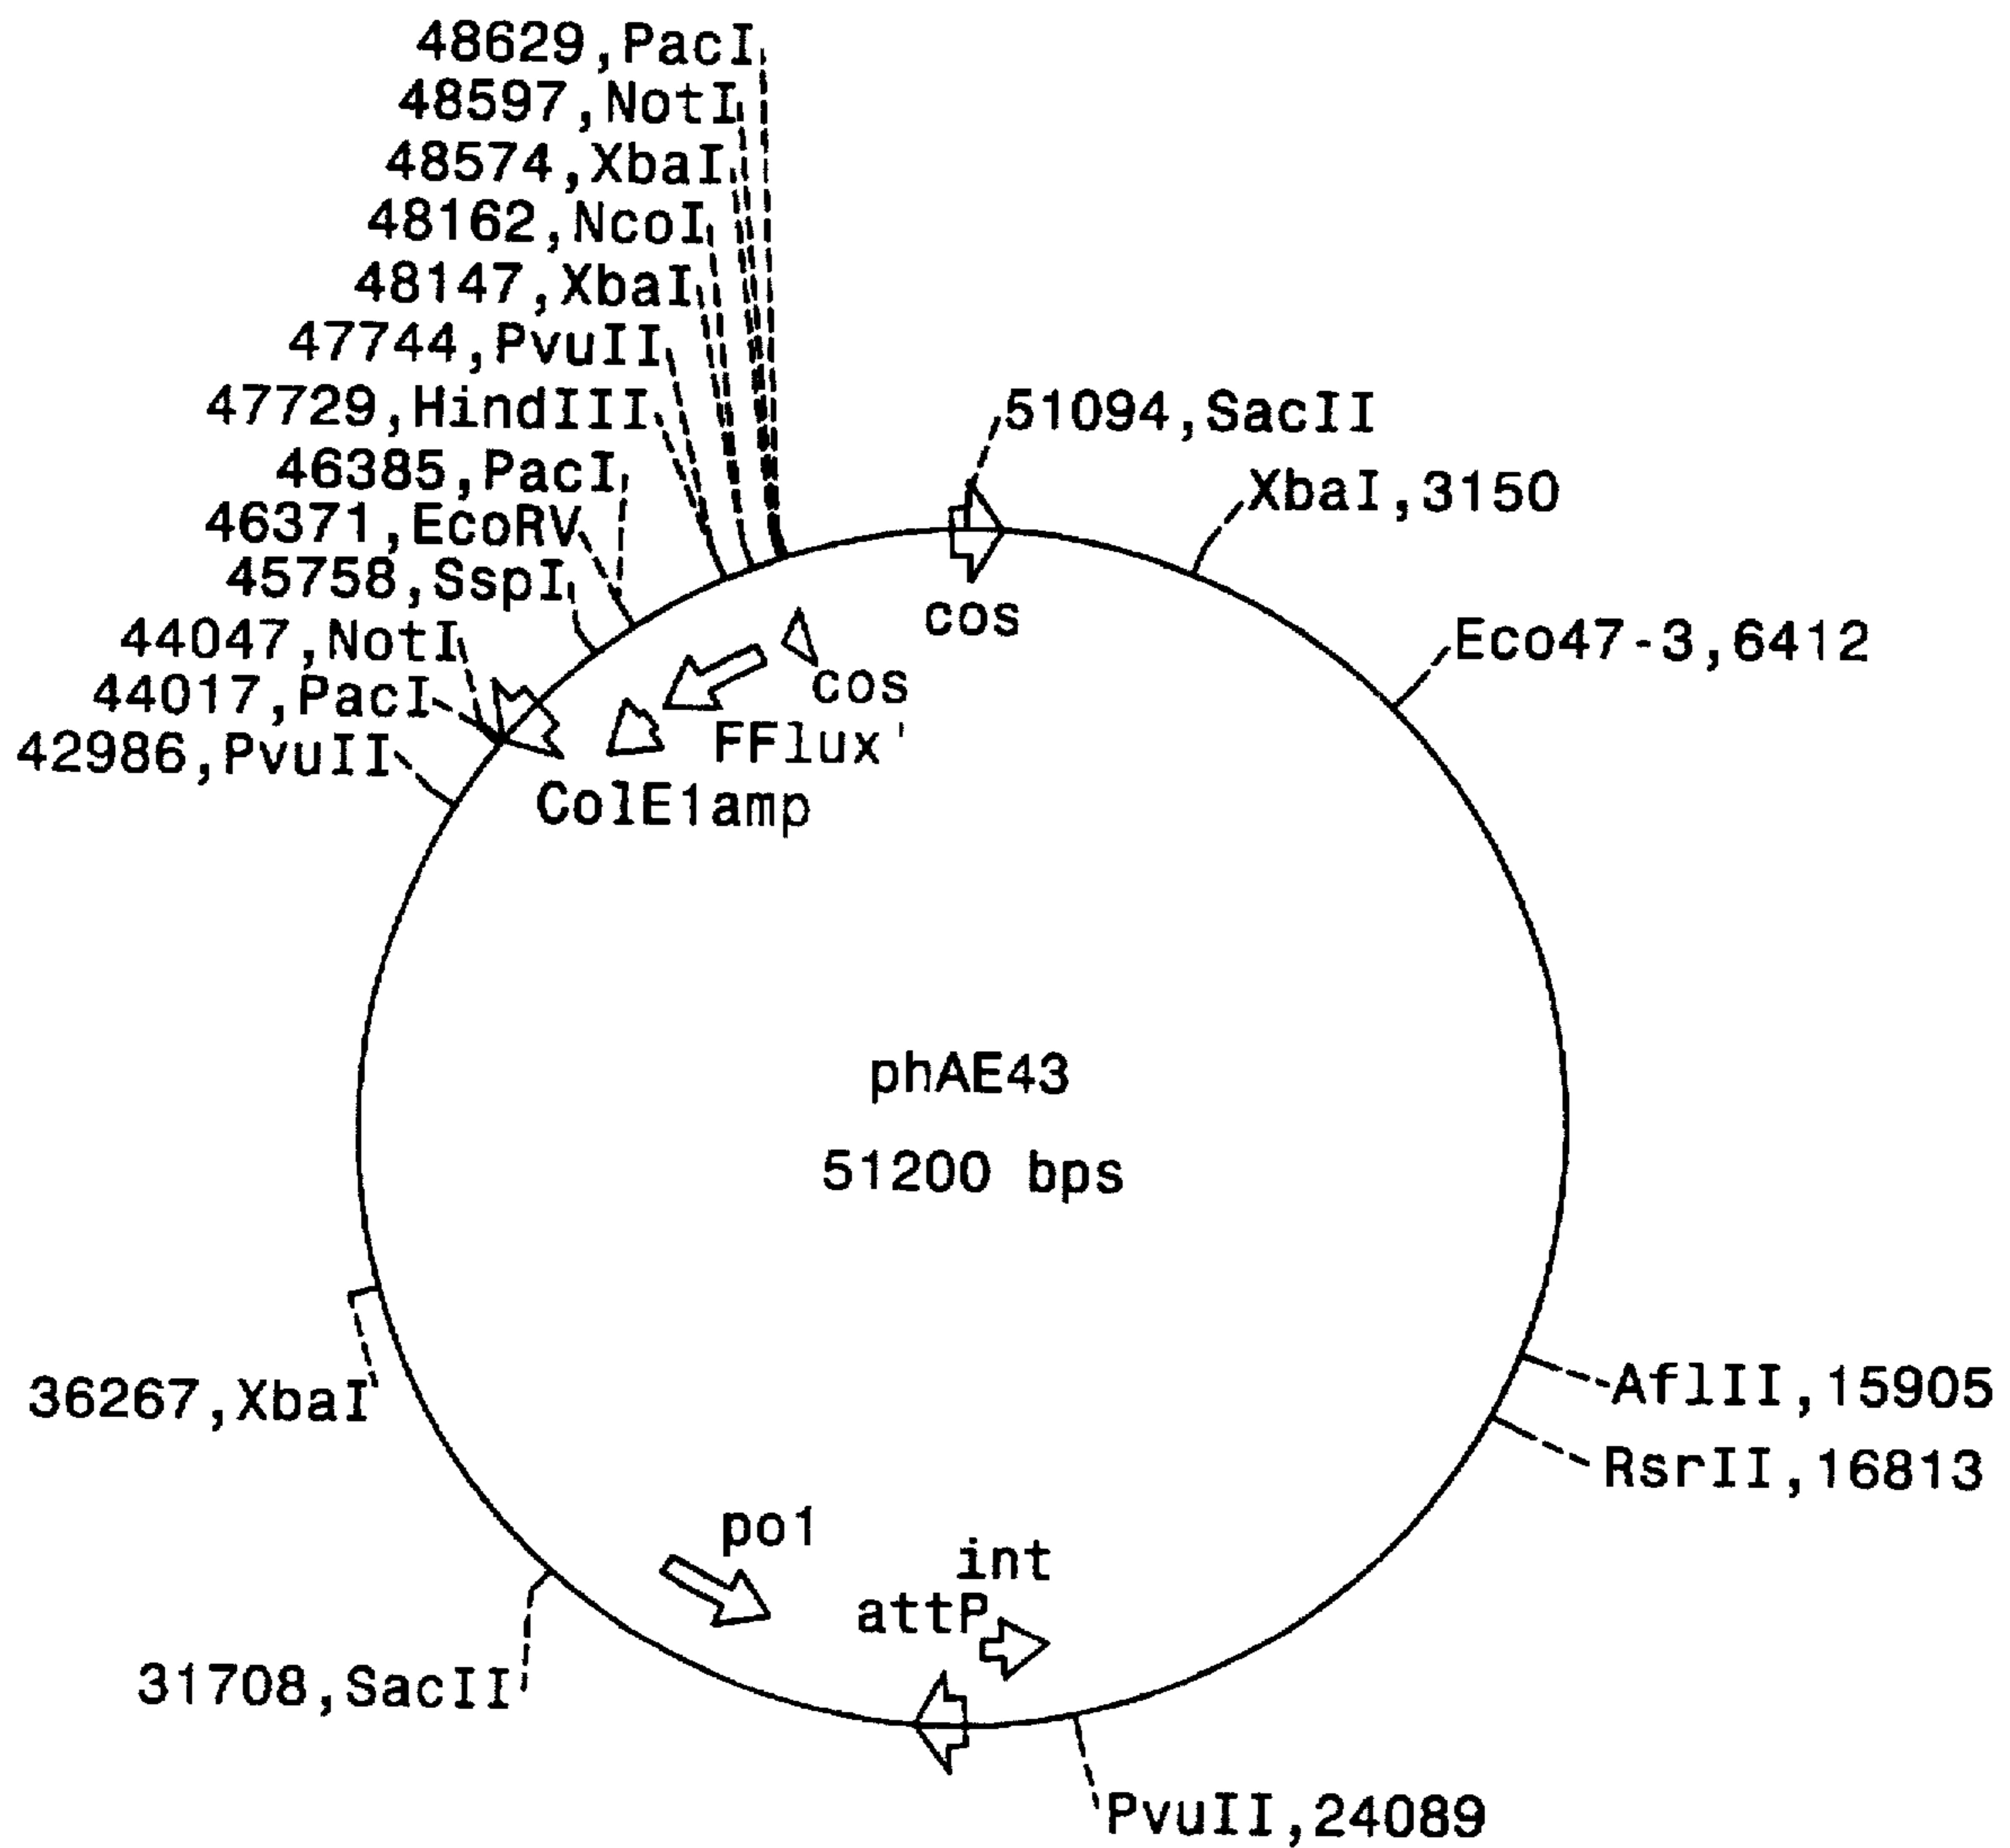 48629,PacI
48597,NotI
48574,XbaI
48162,NcoI
48147,XbaI
47744,PvuII
47729,HindIII
46385,PacI
46371,EcoRV
45758,SspI
44047,NotI
44017,PacI
42986,PvuII
51094,SacII
XbaI,3150
Eco47-3,6412
cos
cos
FFlux'
ColE1amp
phAE43
51200 bps
AflII,15905
RsrII,16813
36267,XbaI
pol
int
attP
31708,SacII
PvuII,24089